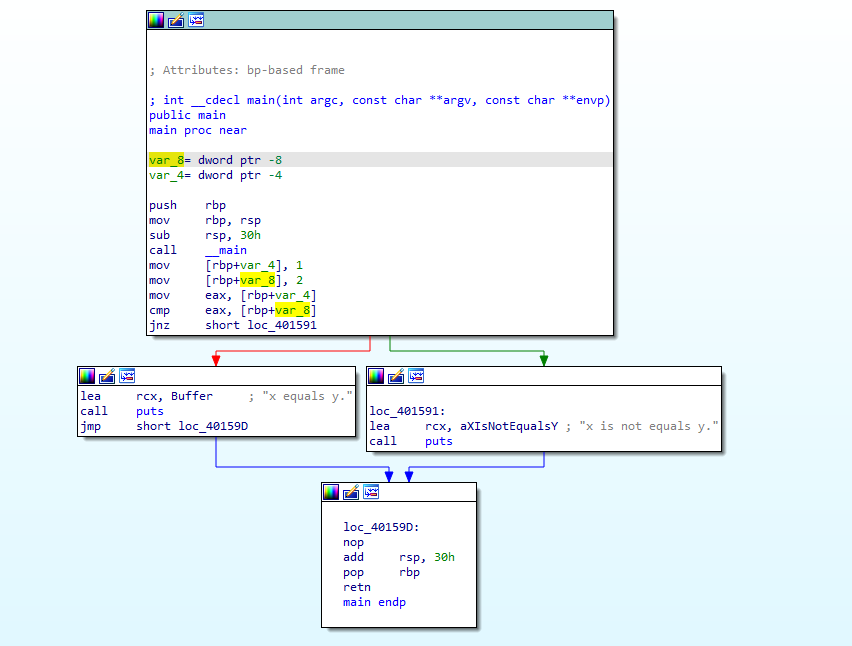 ; Attributes: bp-based frame
; int __cdecl main(int argc, const char **argv, const char **envp)
public main
main proc near
var_8= dword ptr -8
var_4= dword ptr -4
push    rbp
mov     rbp, rsp
sub     rsp, 30h
call    __main
mov     [rbp+var_4], 1
mov     [rbp+var_8], 2
mov     eax, [rbp+var_4]
cmp     eax, [rbp+var_8]
jnz     short loc_401591
lea     rcx, Buffer     ; "x equals y."
call    puts
jmp     short loc_40159D
loc_401591:
lea     rcx, aXIsNotEqualsY ; "x is not equals y."
call    puts
loc_40159D:
nop
add     rsp, 30h
pop     rbp
retn
main endp